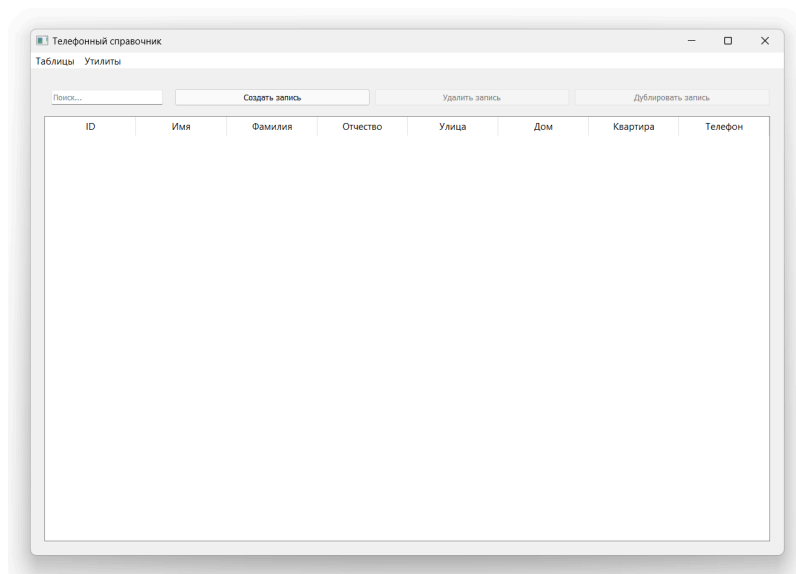 Телефонный справочник
Таблицы Утилиты
Поиск... Создать запись Удалить запись Дублировать запись
ID Имя Фамилия Отчество Улица Дом Квартира Телефон